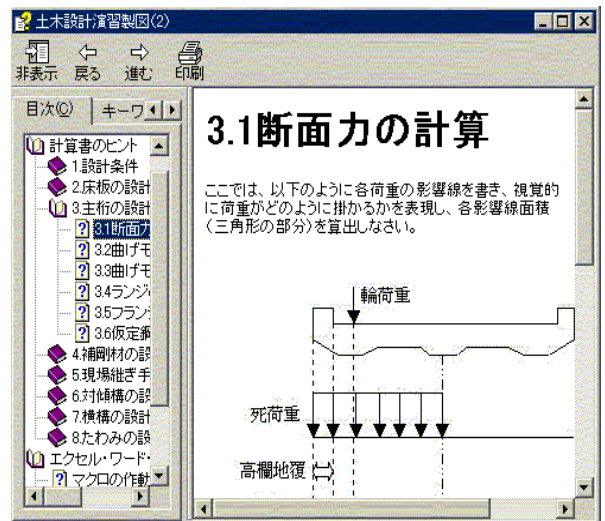 土木設計演習製図(2)
非表示 戻る 進む 印刷
目次(C) キーワ
計算書のヒント
1.設計条件
2.床板の設計
3.主桁の設計
3.1断面力
3.2曲げモ
3.3曲げモ
3.4ランジ
3.5フラン
3.6仮定鋼
4.補剛材の設
5.現場継ぎ手
6.対傾構の設
7.横構の設計
8.たわみの設
エクセル・ワード・
マクロの作動
3.1断面力の計算
ここでは、以下のように各荷重の影響線を書き、視覚的
に荷重がどのように掛かるかを表現し、各影響線面積
(三角形の部分)を算出しなさい。
輪荷重
死荷重
高欄地覆